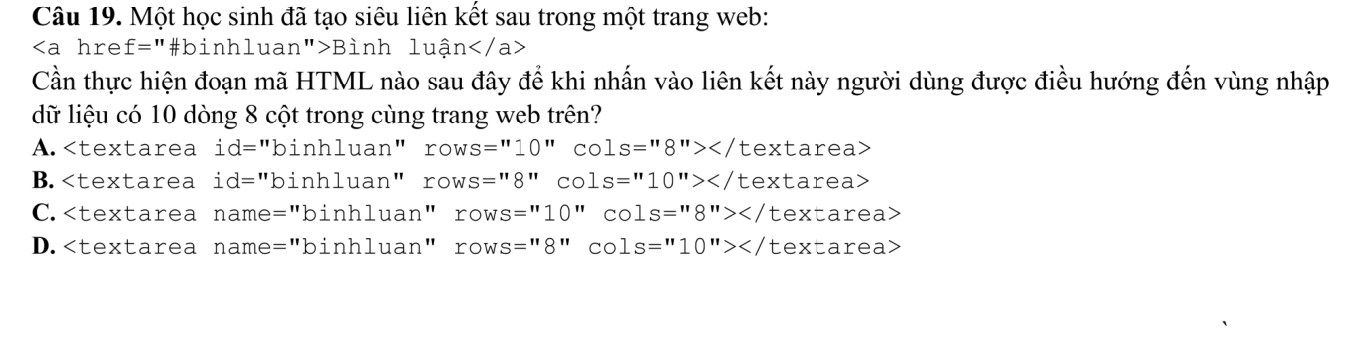 Câu 19. Một học sinh đã tạo siêu liên kết sau trong một trang web:
<a href="#binhluan">Bình luận</a>
Cần thực hiện đoạn mã HTML nào sau đây để khi nhấn vào liên kết này người dùng được điều hướng đến vùng nhập
dữ liệu có 10 dòng 8 cột trong cùng trang web trên?
A. <textarea id="binhluan" rows="10" cols="8"></textarea>
B. <textarea id="binhluan" rows="8" cols="10"></textarea>
C. <textarea name="binhluan" rows="10" cols="8"></textarea>
D. <textarea name="binhluan" rows="8" cols="10"></textarea>